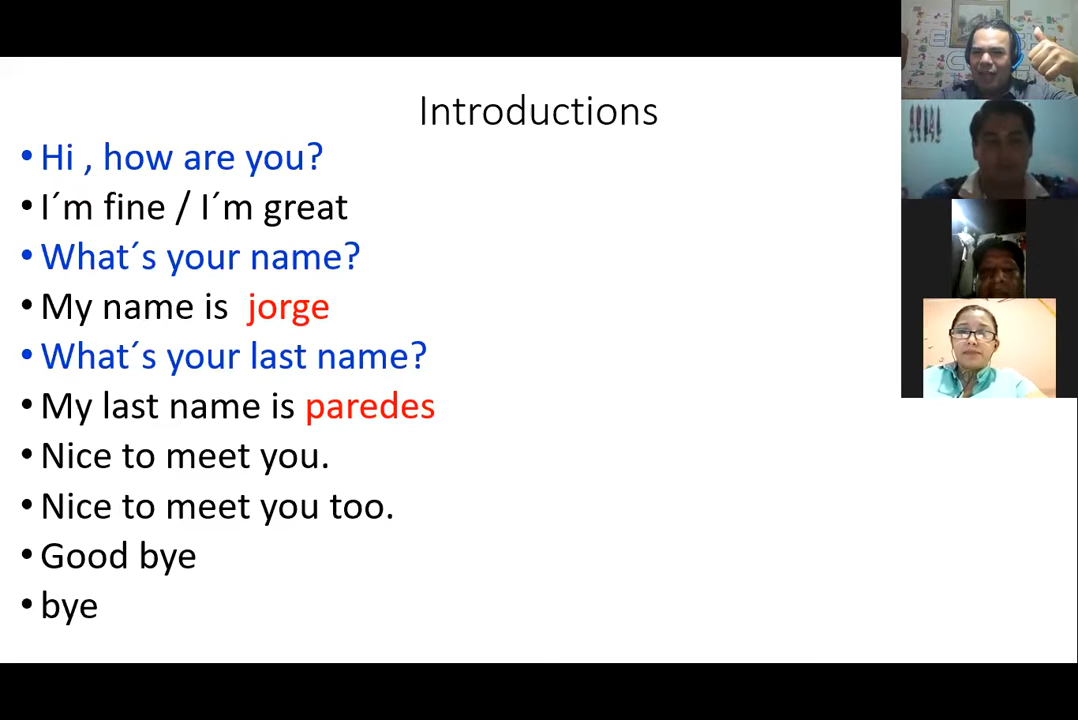 Introductions
•Hi , how are you?
•I´m fine / I´m great
•What´s your name?
•My name is jorge
•What´s your last name?
•My last name is paredes
•Nice to meet you.
•Nice to meet you too.
•Good bye
•bye